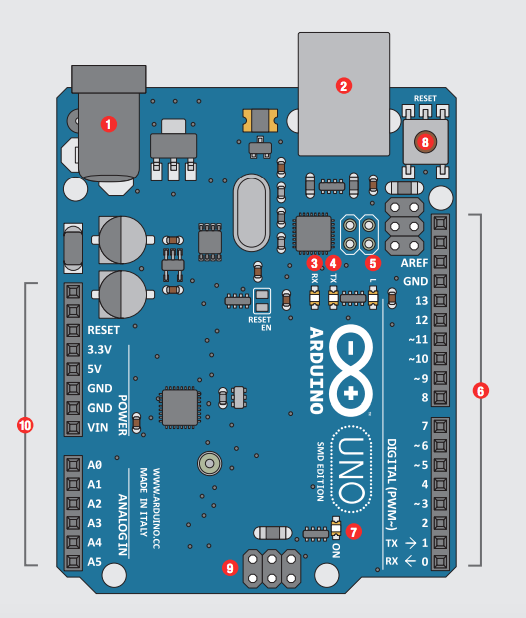 1
2
RESET
8
3
4
5
RX
TX
L
AREF
GND
13
12
~11
~10
~9
8
6
RESET
EN
ARDUINO
RESET
3.3V
5V
GND
GND
VIN
POWER
10
7
~6
~5
4
~3
2
TX → 1
RX ← 0
DIGITAL (PWM~)
UNO
SMD EDITION
A0
A1
A2
A3
A4
A5
ANALOG IN
WWW.ARDUINO.CC
MADE IN ITALY
7
ON
9